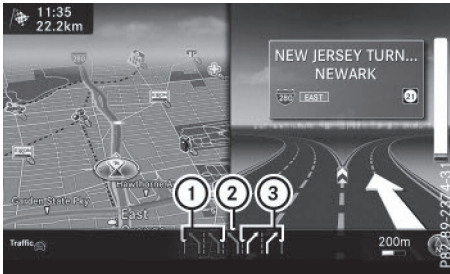 11:35
22.2km
NEW JERSEY TURN...
NEWARK
280 EAST 21
Hawthorne A
Garden State Pky
East
1 2 3
Traffic
200m
P82.89-2374-31